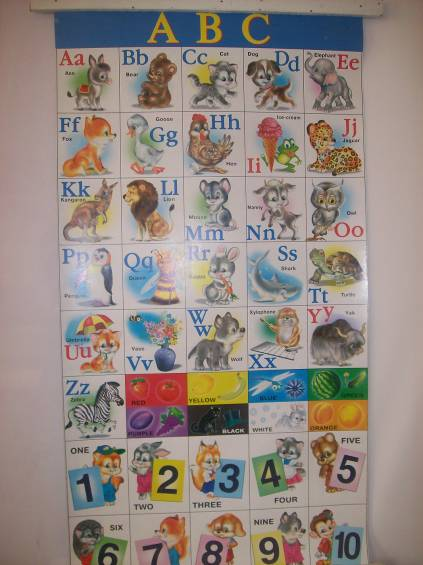 A B C
Aa Bb Cc Cat Dog Dd Elephant Ee
Ass Bear
Ff Goose Gg Hh Ice-cream Ii Jj
Fox Hen Jaguar
Kk Ll Mouse Mm Nanny Nn Owl Oo
Kangaroo Lion
Pp Qq Rr Ss Tt
Penguin Queen Shark Turtle
Umbrella Uu Vase Vv Ww Xylophone Xx Yy Yak
Wolf
Zz RED YELLOW BLUE GREEN
Zebra PURPLE BLACK WHITE ORANGE
ONE 1 2 3 4 FIVE 5
TWO THREE FOUR
SIX 6 7 8 NINE 9 10